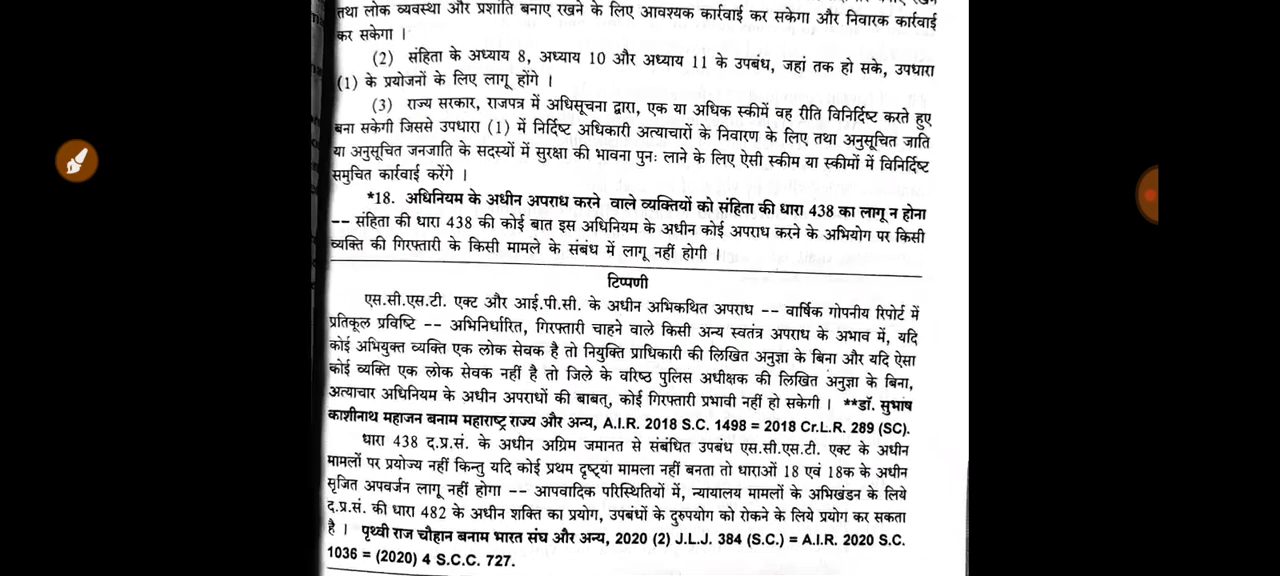 तथा लोक व्यवस्था और प्रशांति बनाए रखने के लिए आवश्यक कार्रवाई कर सकेगा और निवारक कार्रवाई
कर सकेगा ।
(2) संहिता के अध्याय 8, अध्याय 10 और अध्याय 11 के उपबंध, जहां तक हो सके, उपधारा
(1) के प्रयोजनों के लिए लागू होंगे ।
(3) राज्य सरकार, राजपत्र में अधिसूचना द्वारा, एक या अधिक स्कीमें वह रीति विनिर्दिष्ट करते हुए
बना सकेगी जिससे उपधारा (1) में निर्दिष्ट अधिकारी अत्याचारों के निवारण के लिए तथा अनुसूचित जाति
या अनुसूचित जनजाति के सदस्यों में सुरक्षा की भावना पुनः लाने के लिए ऐसी स्कीम या स्कीमों में विनिर्दिष्ट
समुचित कार्रवाई करेंगे ।
*18. अधिनियम के अधीन अपराध करने वाले व्यक्तियों को संहिता की धारा 438 का लागू न होना
-- संहिता की धारा 438 की कोई बात इस अधिनियम के अधीन कोई अपराध करने के अभियोग पर किसी
व्यक्ति की गिरफ्तारी के किसी मामले के संबंध में लागू नहीं होगी ।
टिप्पणी
एस.सी.एस.टी. एक्ट और आई.पी.सी. के अधीन अभिकथित अपराध -- वार्षिक गोपनीय रिपोर्ट में
प्रतिकूल प्रविष्टि -- अभिनिर्धारित, गिरफ्तारी चाहने वाले किसी अन्य स्वतंत्र अपराध के अभाव में, यदि
कोई अभियुक्त व्यक्ति एक लोक सेवक है तो नियुक्ति प्राधिकारी की लिखित अनुज्ञा के बिना और यदि ऐसा
कोई व्यक्ति एक लोक सेवक नहीं है तो जिले के वरिष्ठ पुलिस अधीक्षक की लिखित अनुज्ञा के बिना,
अत्याचार अधिनियम के अधीन अपराधों की बाबत्, कोई गिरफ्तारी प्रभावी नहीं हो सकेगी । **डॉ. सुभाष
काशीनाथ महाजन बनाम महाराष्ट्र राज्य और अन्य, A.I.R. 2018 S.C. 1498 = 2018 Cr.L.R. 289 (SC).
धारा 438 द.प्र.सं. के अधीन अग्रिम जमानत से संबंधित उपबंध एस.सी.एस.टी. एक्ट के अधीन
मामलों पर प्रयोज्य नहीं किन्तु यदि कोई प्रथम दृष्ट्या मामला नहीं बनता तो धाराओं 18 एवं 18क के अधीन
सृजित अपवर्जन लागू नहीं होगा -- आपवादिक परिस्थितियों में, न्यायालय मामलों के अभिखंडन के लिये
द.प्र.सं. की धारा 482 के अधीन शक्ति का प्रयोग, उपबंधों के दुरुपयोग को रोकने के लिये प्रयोग कर सकता
है । पृथ्वी राज चौहान बनाम भारत संघ और अन्य, 2020 (2) J.L.J. 384 (S.C.) = A.I.R. 2020 S.C.
1036 = (2020) 4 S.C.C. 727.